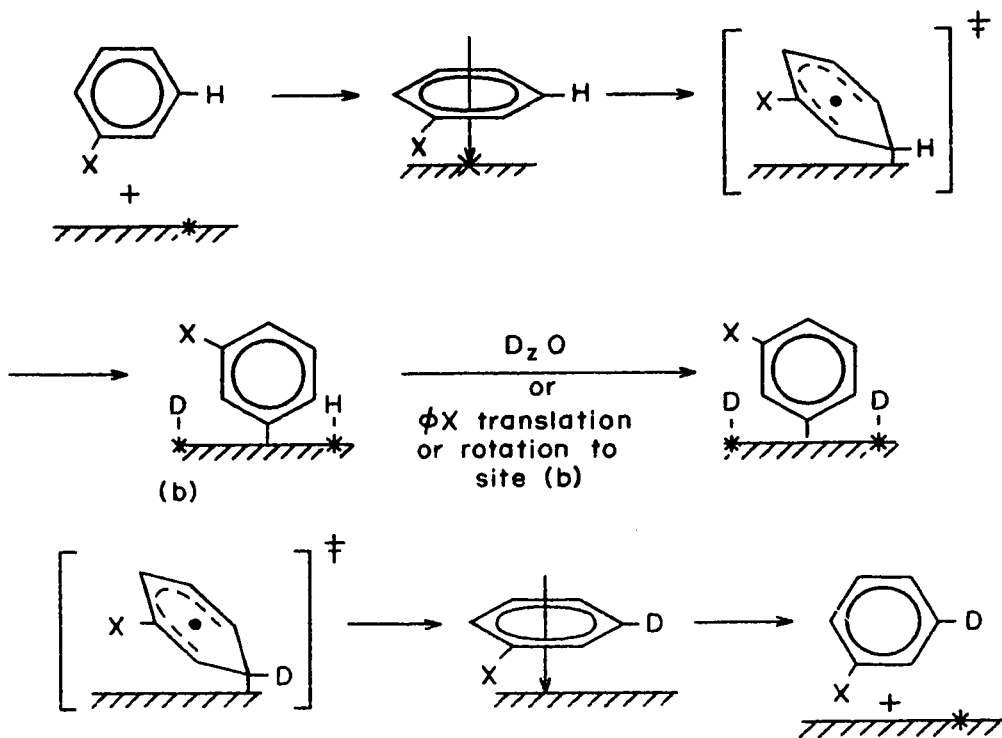 H
X
+
H
X
‡
X
H
X
D
H
(b)
D₂O
or
ϕX translation
or rotation to
site (b)
X
D
D
‡
X
D
D
X
D
X
+